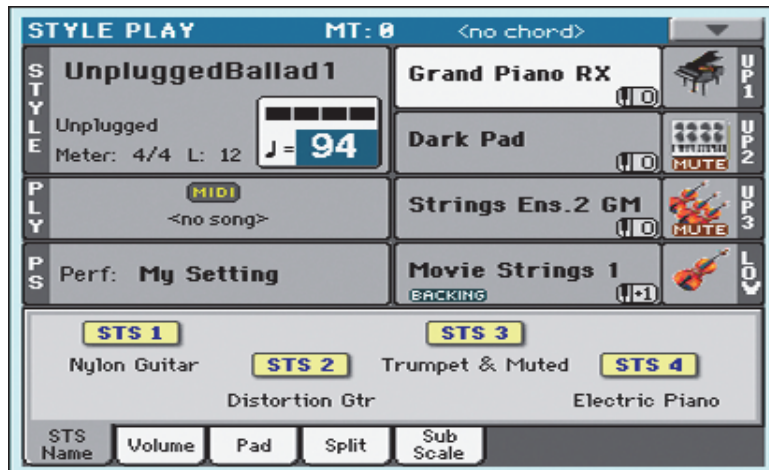 STYLE PLAY MT: 0 <no chord>
STYLE
UnpluggedBallad1
Unplugged
Meter: 4/4 L: 12
♩= 94
Grand Piano RX
0
UP1
Dark Pad
0
MUTE
UP2
PLY
MIDI
<no song>
Strings Ens.2 GM
0
MUTE
UP3
PS
Perf: My Setting
Movie Strings 1
BACKING
+1
LOW
STS 1
Nylon Guitar
STS 2
Distortion Gtr
STS 3
Trumpet & Muted
STS 4
Electric Piano
STS Name
Volume
Pad
Split
Sub Scale